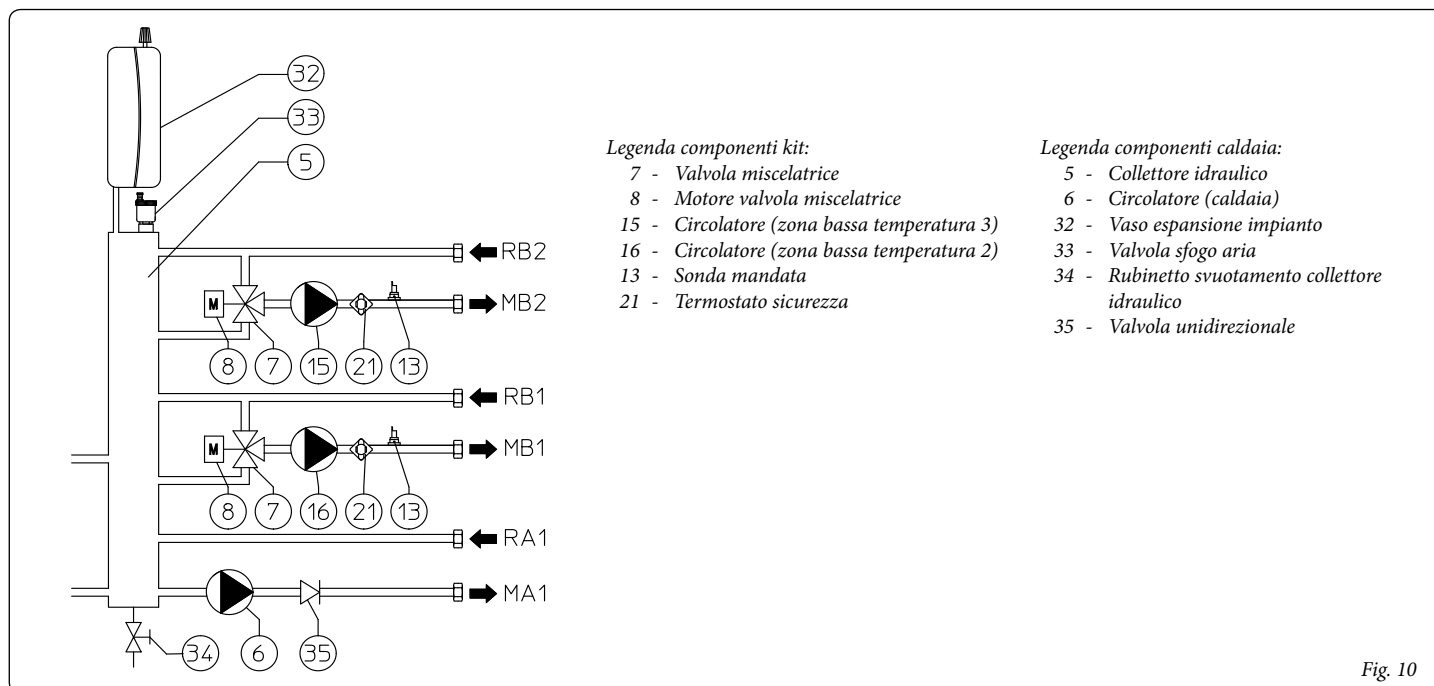 32
33
5
RB2
M
MB2
8 7 15 21 13
RB1
M
MB1
8 7 16 21 13
RA1
MA1
34 6 35
Legenda componenti kit:
7 - Valvola miscelatrice
8 - Motore valvola miscelatrice
15 - Circolatore (zona bassa temperatura 3)
16 - Circolatore (zona bassa temperatura 2)
13 - Sonda mandata
21 - Termostato sicurezza
Legenda componenti caldaia:
5 - Collettore idraulico
6 - Circolatore (caldaia)
32 - Vaso espansione impianto
33 - Valvola sfogo aria
34 - Rubinetto svuotamento collettore
idraulico
35 - Valvola unidirezionale
Fig. 10